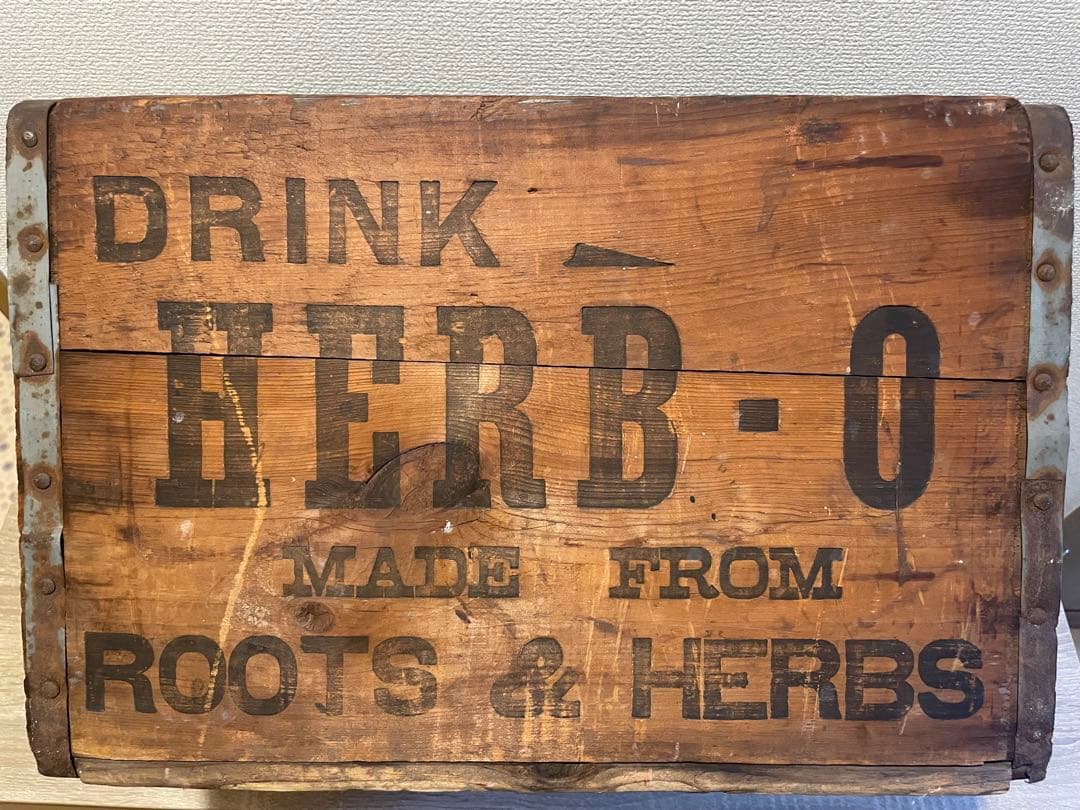 DRINK
HERB-O
MADE FROM
ROOTS & HERBS